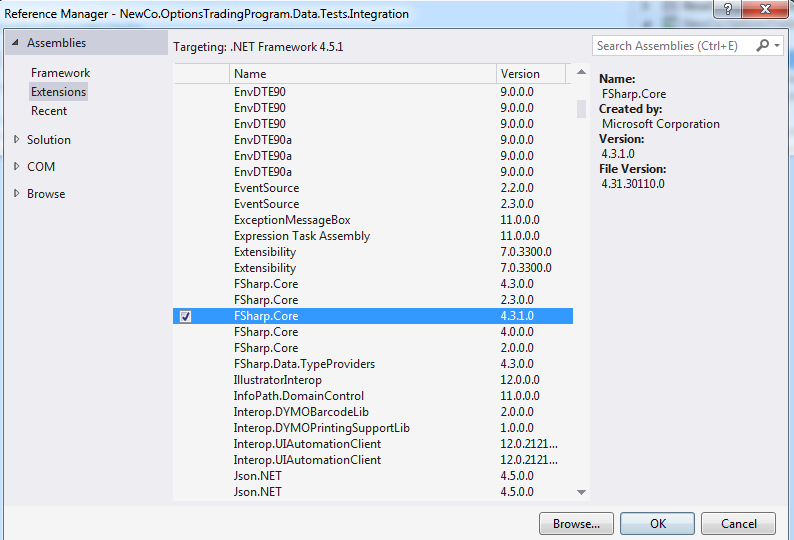 Reference Manager - NewCo.OptionsTradingProgram.Data.Tests.Integration
Assemblies
Framework
Extensions
Recent
Solution
COM
Browse
Targeting: .NET Framework 4.5.1
Search Assemblies (Ctrl+E)
Name Version
EnvDTE90 9.0.0.0
EnvDTE90 9.0.0.0
EnvDTE90 9.0.0.0
EnvDTE90a 9.0.0.0
EnvDTE90a 9.0.0.0
EnvDTE90a 9.0.0.0
EventSource 2.2.0.0
EventSource 2.3.0.0
ExceptionMessageBox 11.0.0.0
Expression Task Assembly 11.0.0.0
Extensibility 7.0.3300.0
Extensibility 7.0.3300.0
FSharp.Core 4.3.0.0
FSharp.Core 2.3.0.0
FSharp.Core 4.3.1.0
FSharp.Core 4.0.0.0
FSharp.Core 2.0.0.0
FSharp.Data.TypeProviders 4.3.0.0
IllustratorInterop 12.0.0.0
InfoPath.DomainControl 11.0.0.0
Interop.DYMOBarcodeLib 2.0.0.0
Interop.DYMOPrintingSupportLib 1.0.0.0
Interop.UIAutomationClient 12.0.2121...
Interop.UIAutomationClient 12.0.2121...
Json.NET 4.5.0.0
Json.NET 4.5.0.0
Name:
FSharp.Core
Created by:
Microsoft Corporation
Version:
4.3.1.0
File Version:
4.31.30110.0
Browse...
OK
Cancel